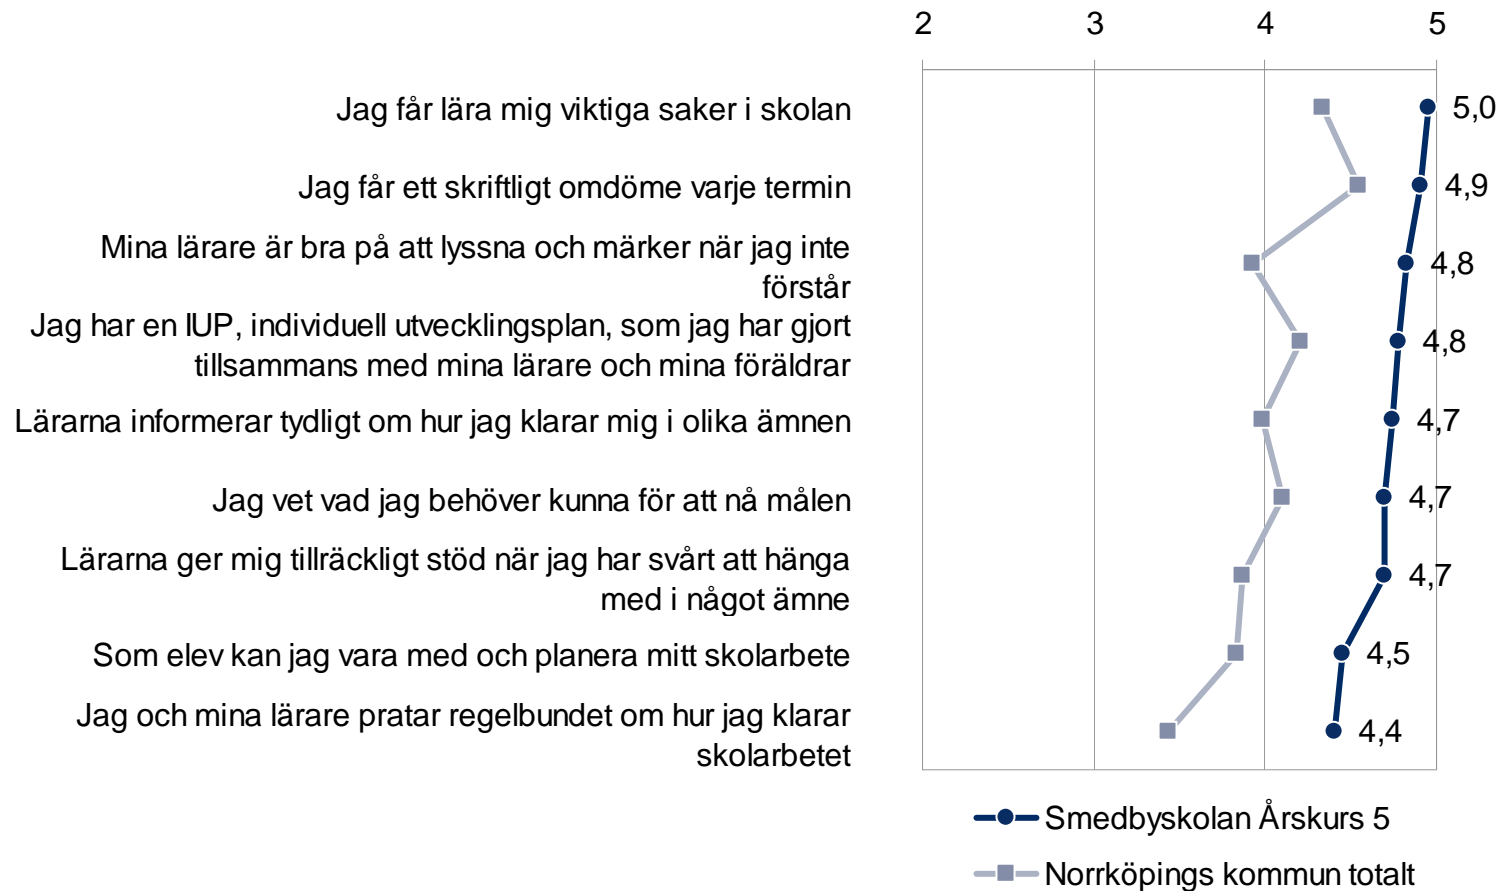 2 3 4 5
Jag får lära mig viktiga saker i skolan 5,0
Jag får ett skriftligt omdöme varje termin 4,9
Mina lärare är bra på att lyssna och märker när jag inte
förstår 4,8
Jag har en IUP, individuell utvecklingsplan, som jag har gjort
tillsammans med mina lärare och mina föräldrar 4,8
Lärarna informerar tydligt om hur jag klarar mig i olika ämnen 4,7
Jag vet vad jag behöver kunna för att nå målen 4,7
Lärarna ger mig tillräckligt stöd när jag har svårt att hänga
med i något ämne 4,7
Som elev kan jag vara med och planera mitt skolarbete 4,5
Jag och mina lärare pratar regelbundet om hur jag klarar
skolarbetet 4,4
Smedbyskolan Årskurs 5
Norrköpings kommun totalt